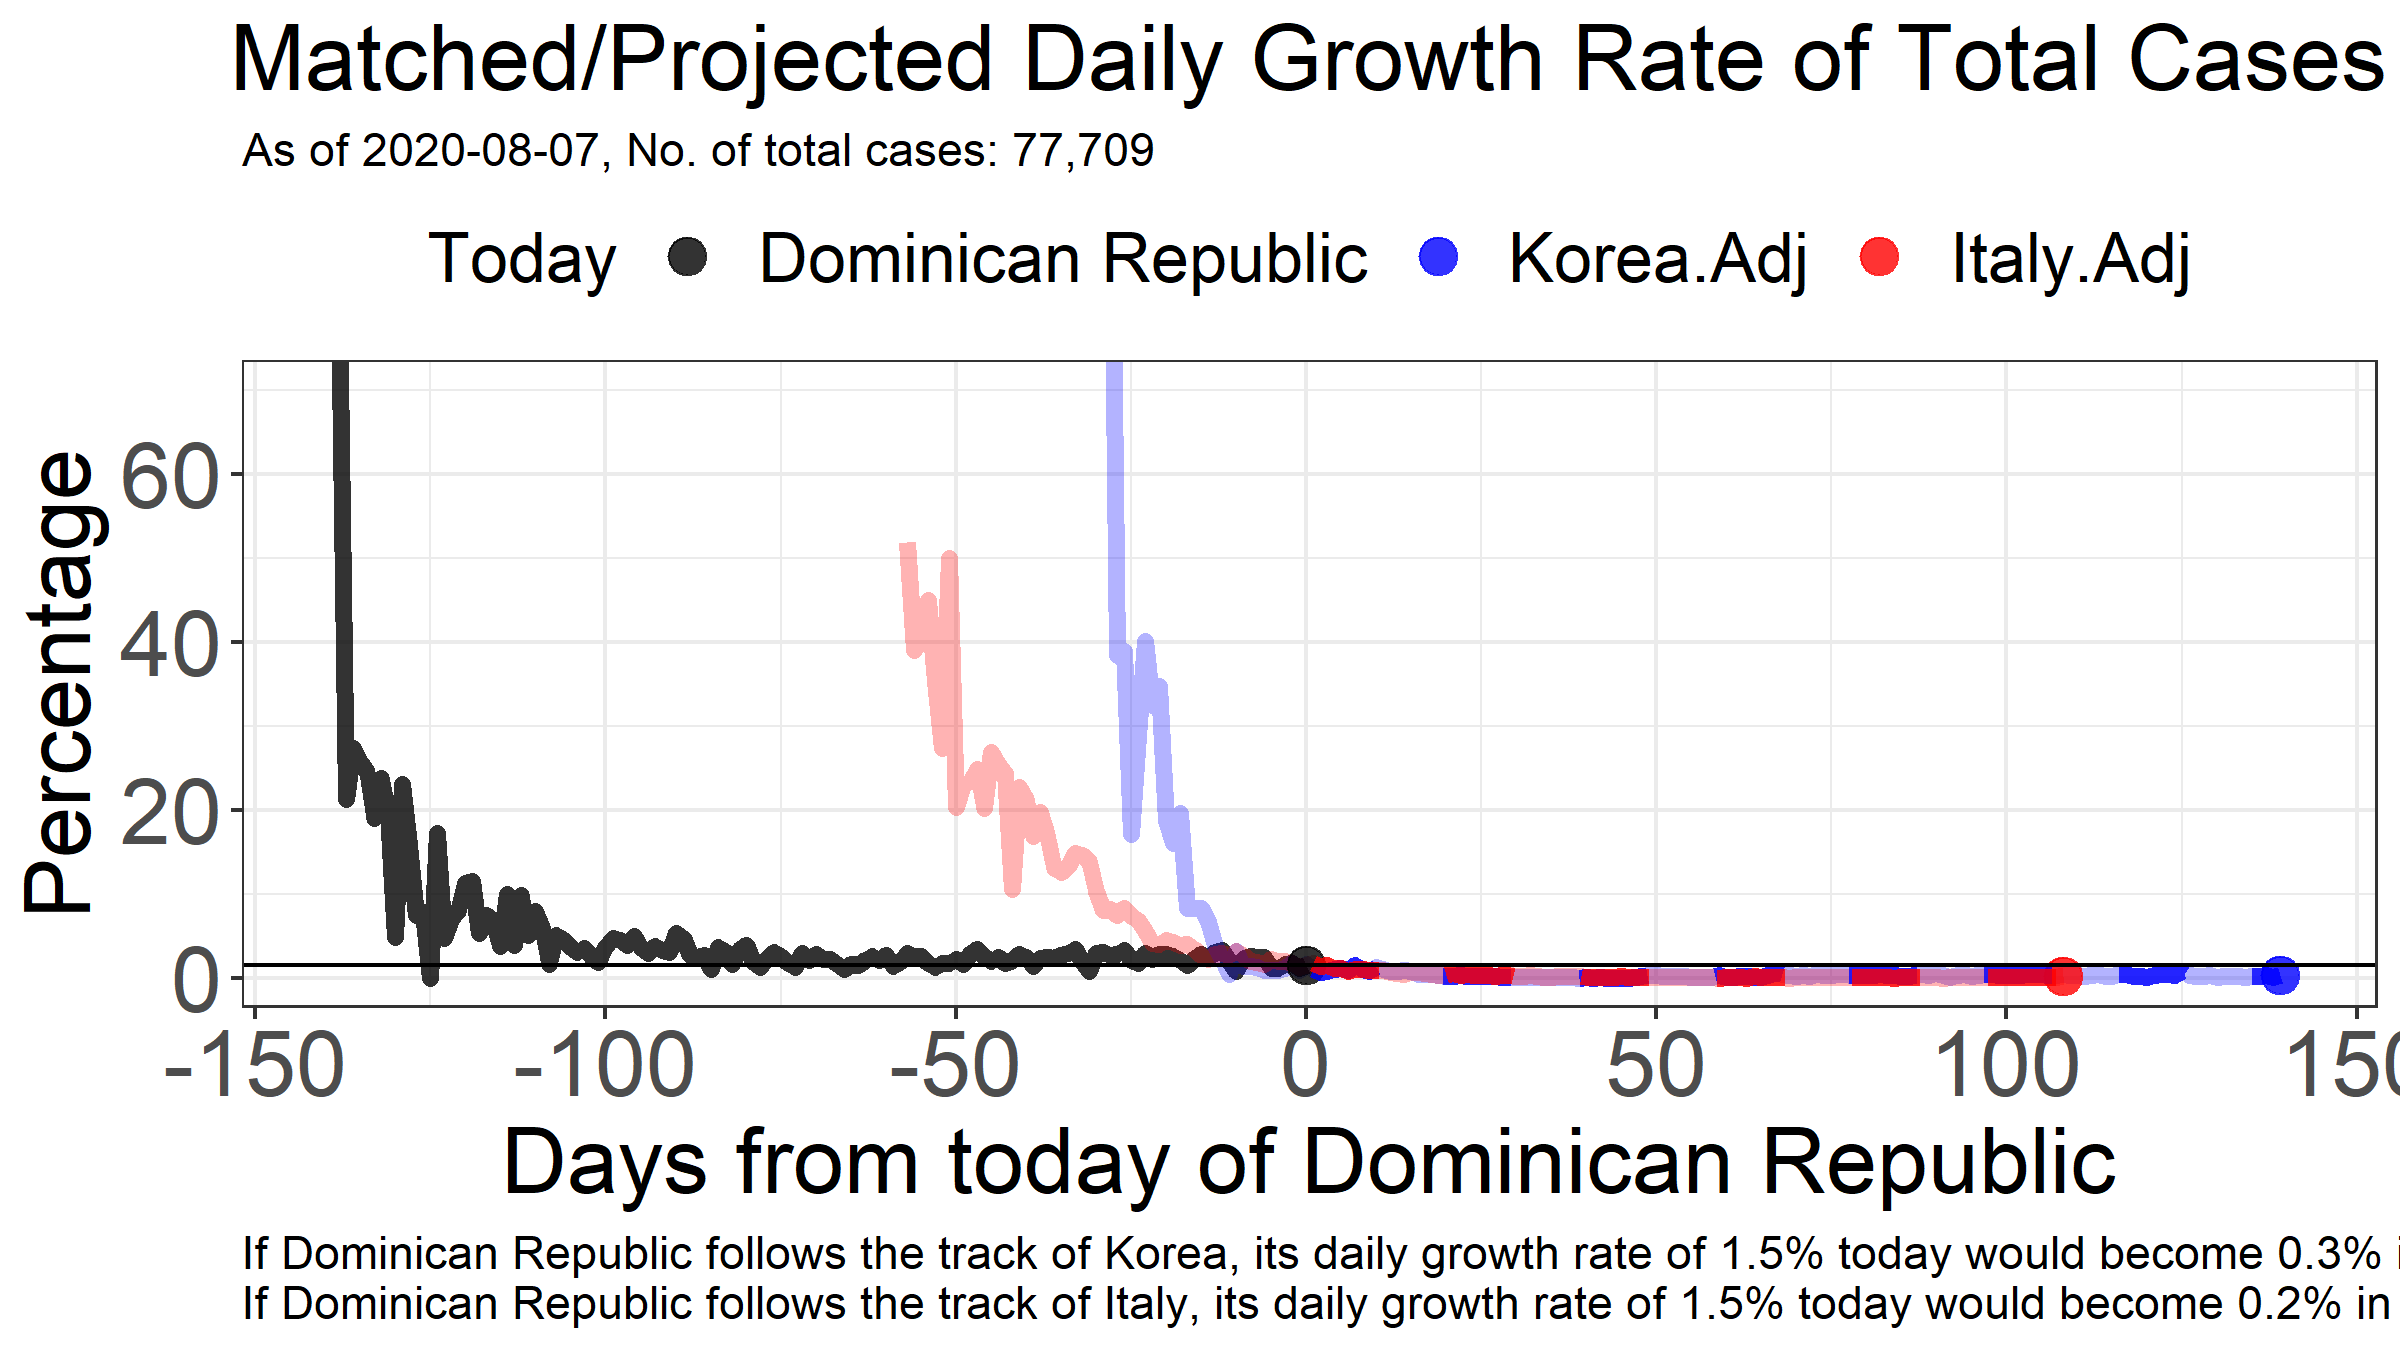 Matched/Projected Daily Growth Rate of Total Cases
As of 2020-08-07, No. of total cases: 77,709
Today Dominican Republic Korea.Adj Italy.Adj
Percentage
60
40
20
0
-150 -100 -50 0 50 100 150
Days from today of Dominican Republic
If Dominican Republic follows the track of Korea, its daily growth rate of 1.5% today would become 0.3% i
If Dominican Republic follows the track of Italy, its daily growth rate of 1.5% today would become 0.2% in